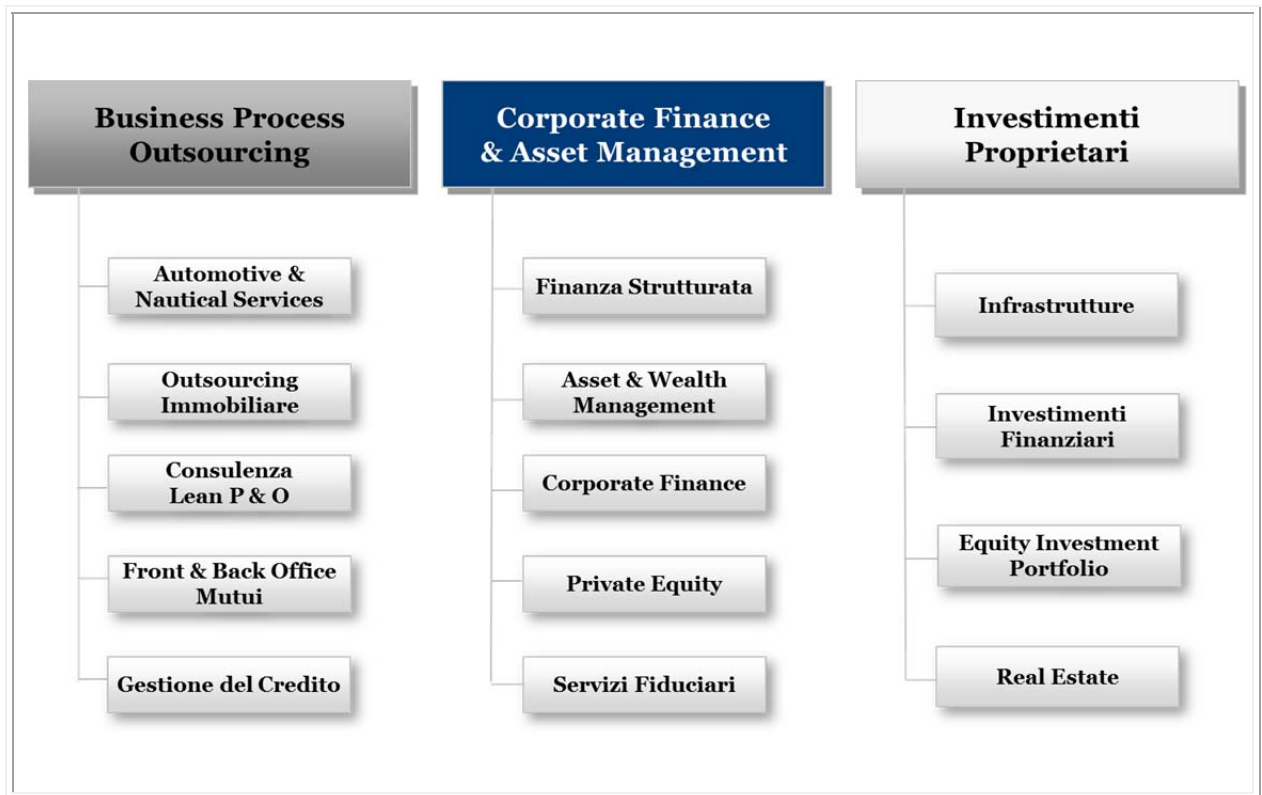 Business Process
Outsourcing
Automotive &
Nautical Services
Outsourcing
Immobiliare
Consulenza
Lean P & O
Front & Back Office
Mutui
Gestione del Credito
Corporate Finance
& Asset Management
Finanza Strutturata
Asset & Wealth
Management
Corporate Finance
Private Equity
Servizi Fiduciari
Investimenti
Proprietari
Infrastrutture
Investimenti
Finanziari
Equity Investment
Portfolio
Real Estate